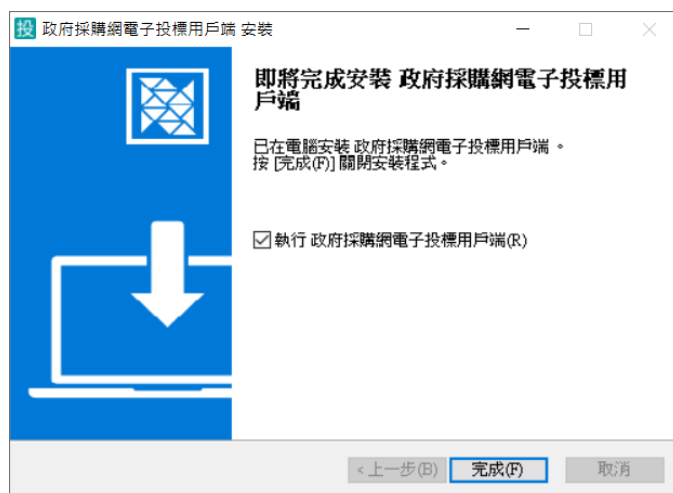 投 政府採購網電子投標用戶端 安裝
即將完成安裝 政府採購網電子投標用
戶端
已在電腦安裝 政府採購網電子投標用戶端 。
按 [完成(F)] 關閉安裝程式。
執行 政府採購網電子投標用戶端(R)
<上一步(B) 完成(F) 取消